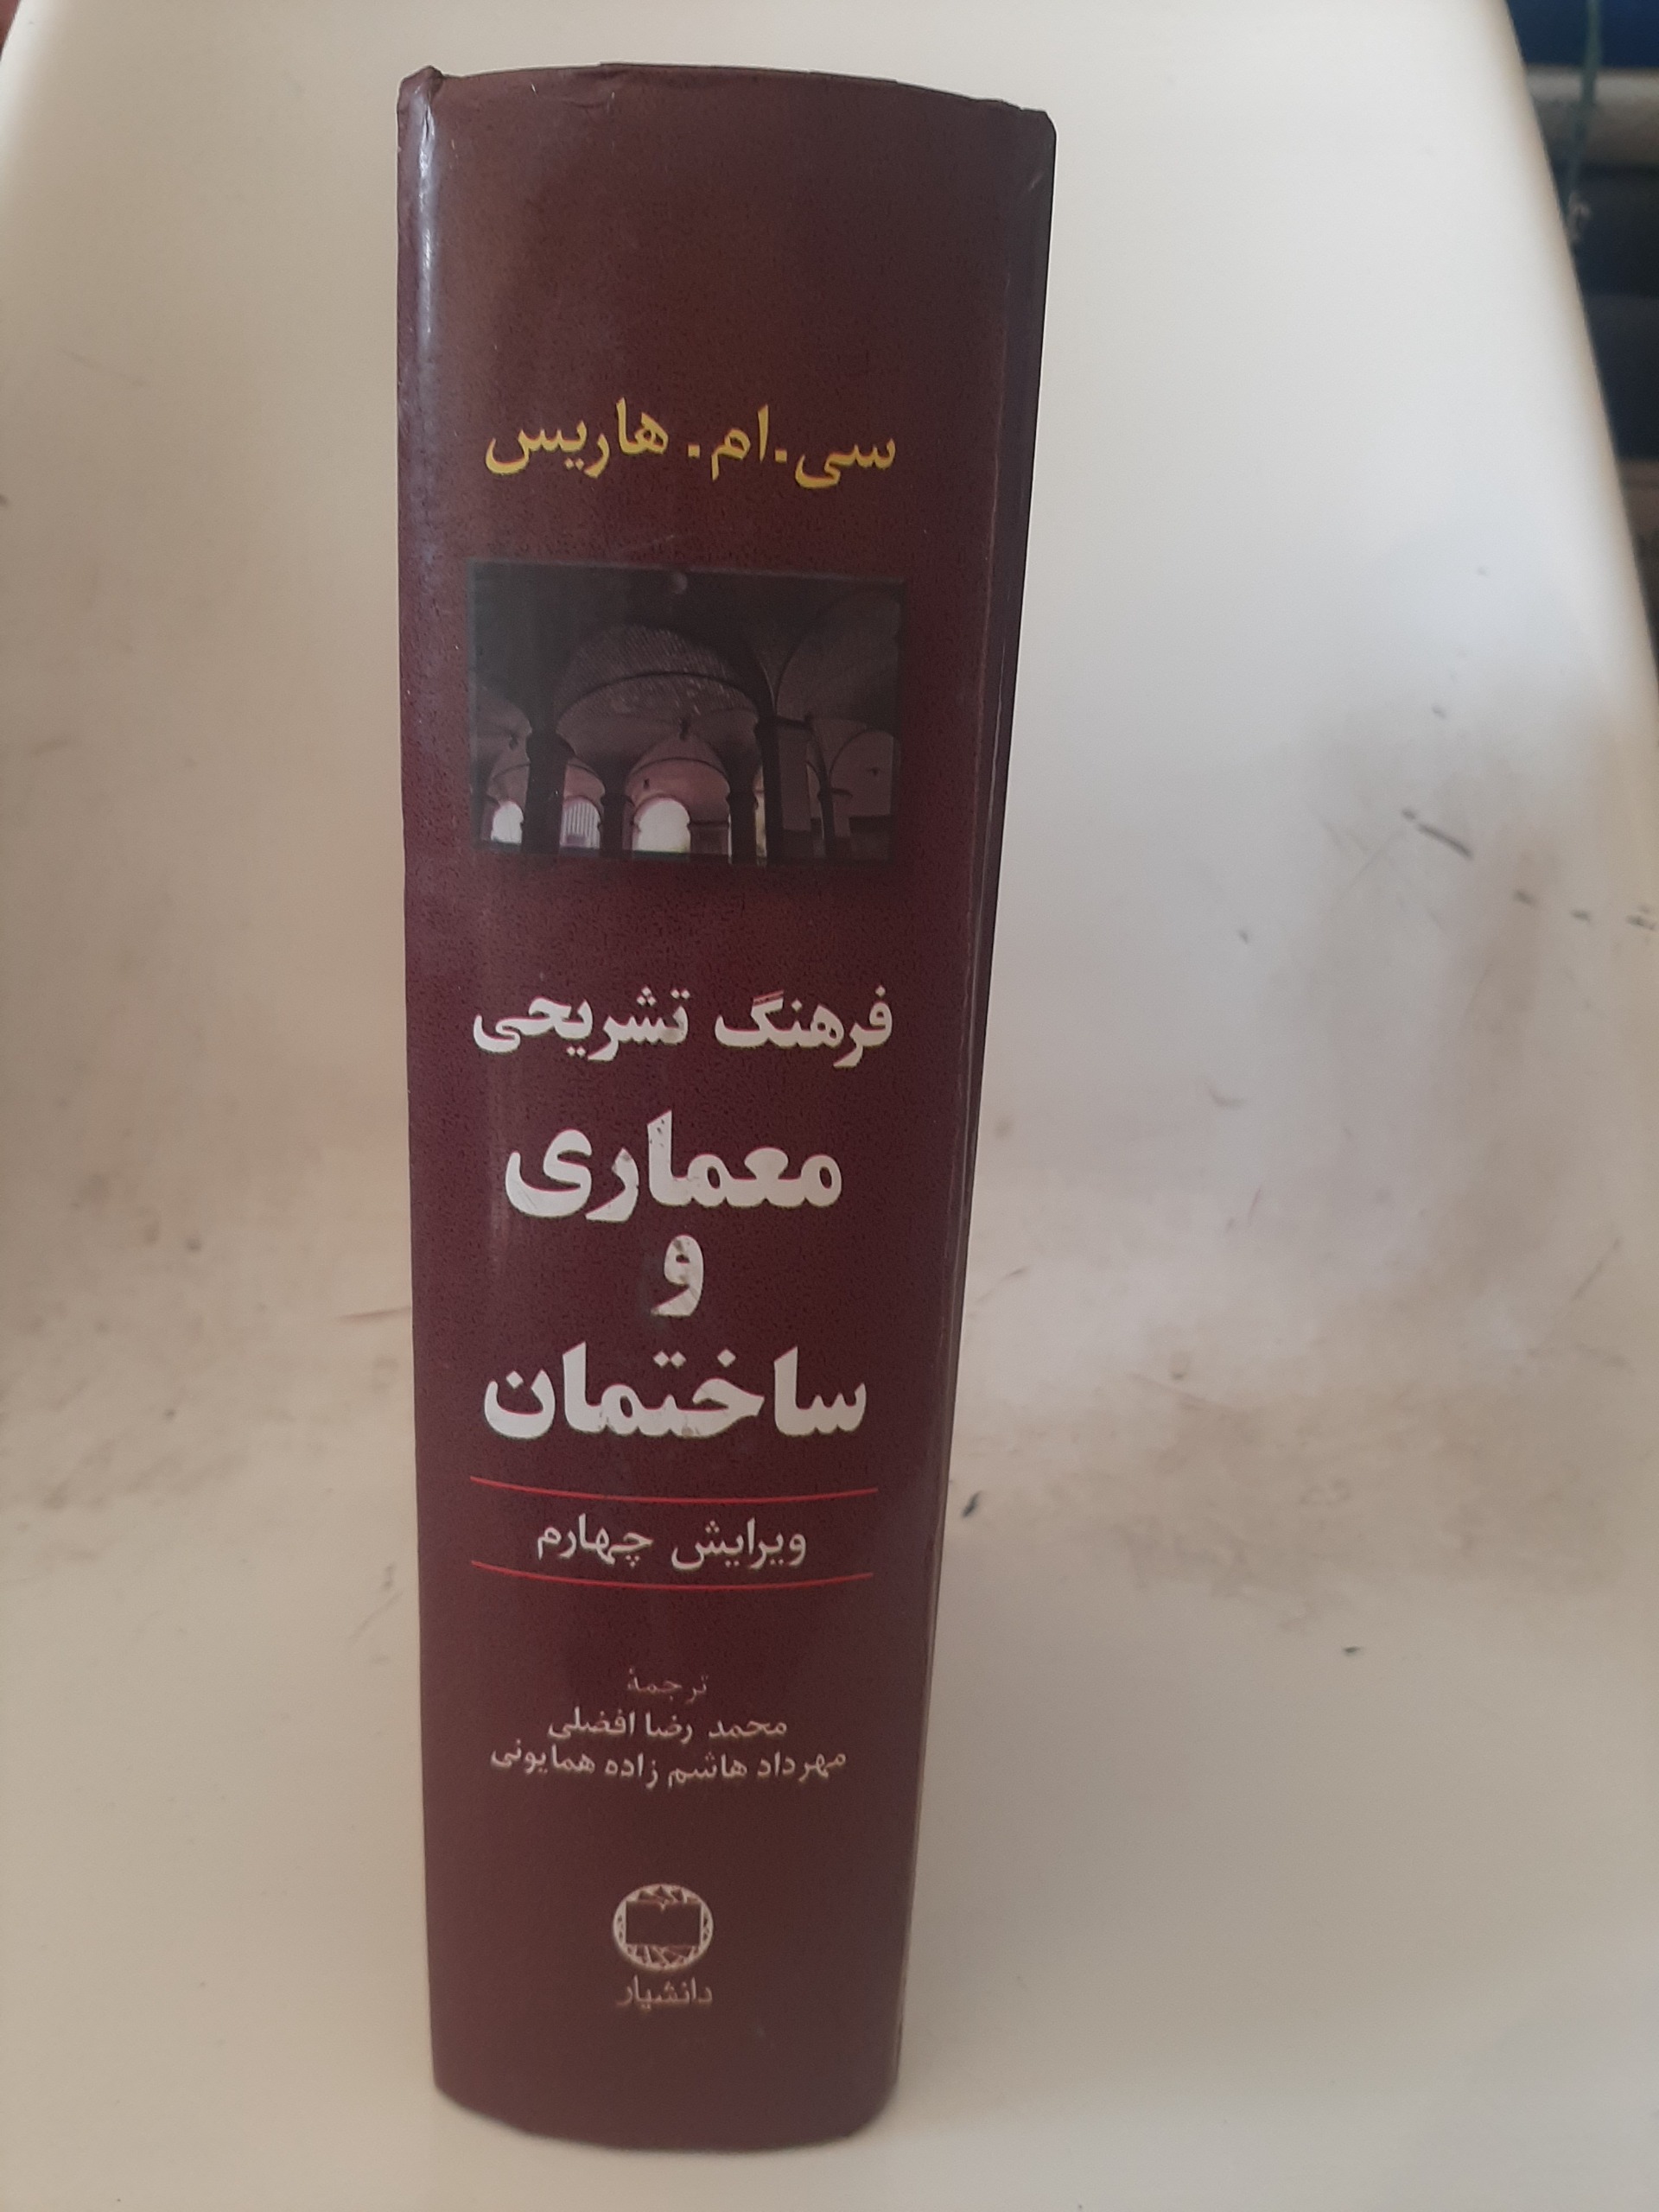 سی.ام. هاریس
فرهنگ تشریحی
معماری
و
ساختمان
ویرایش چهارم
ترجمهٔ
محمد رضا افضلی
مهرداد هاشم زاده همایونی
دانشیار